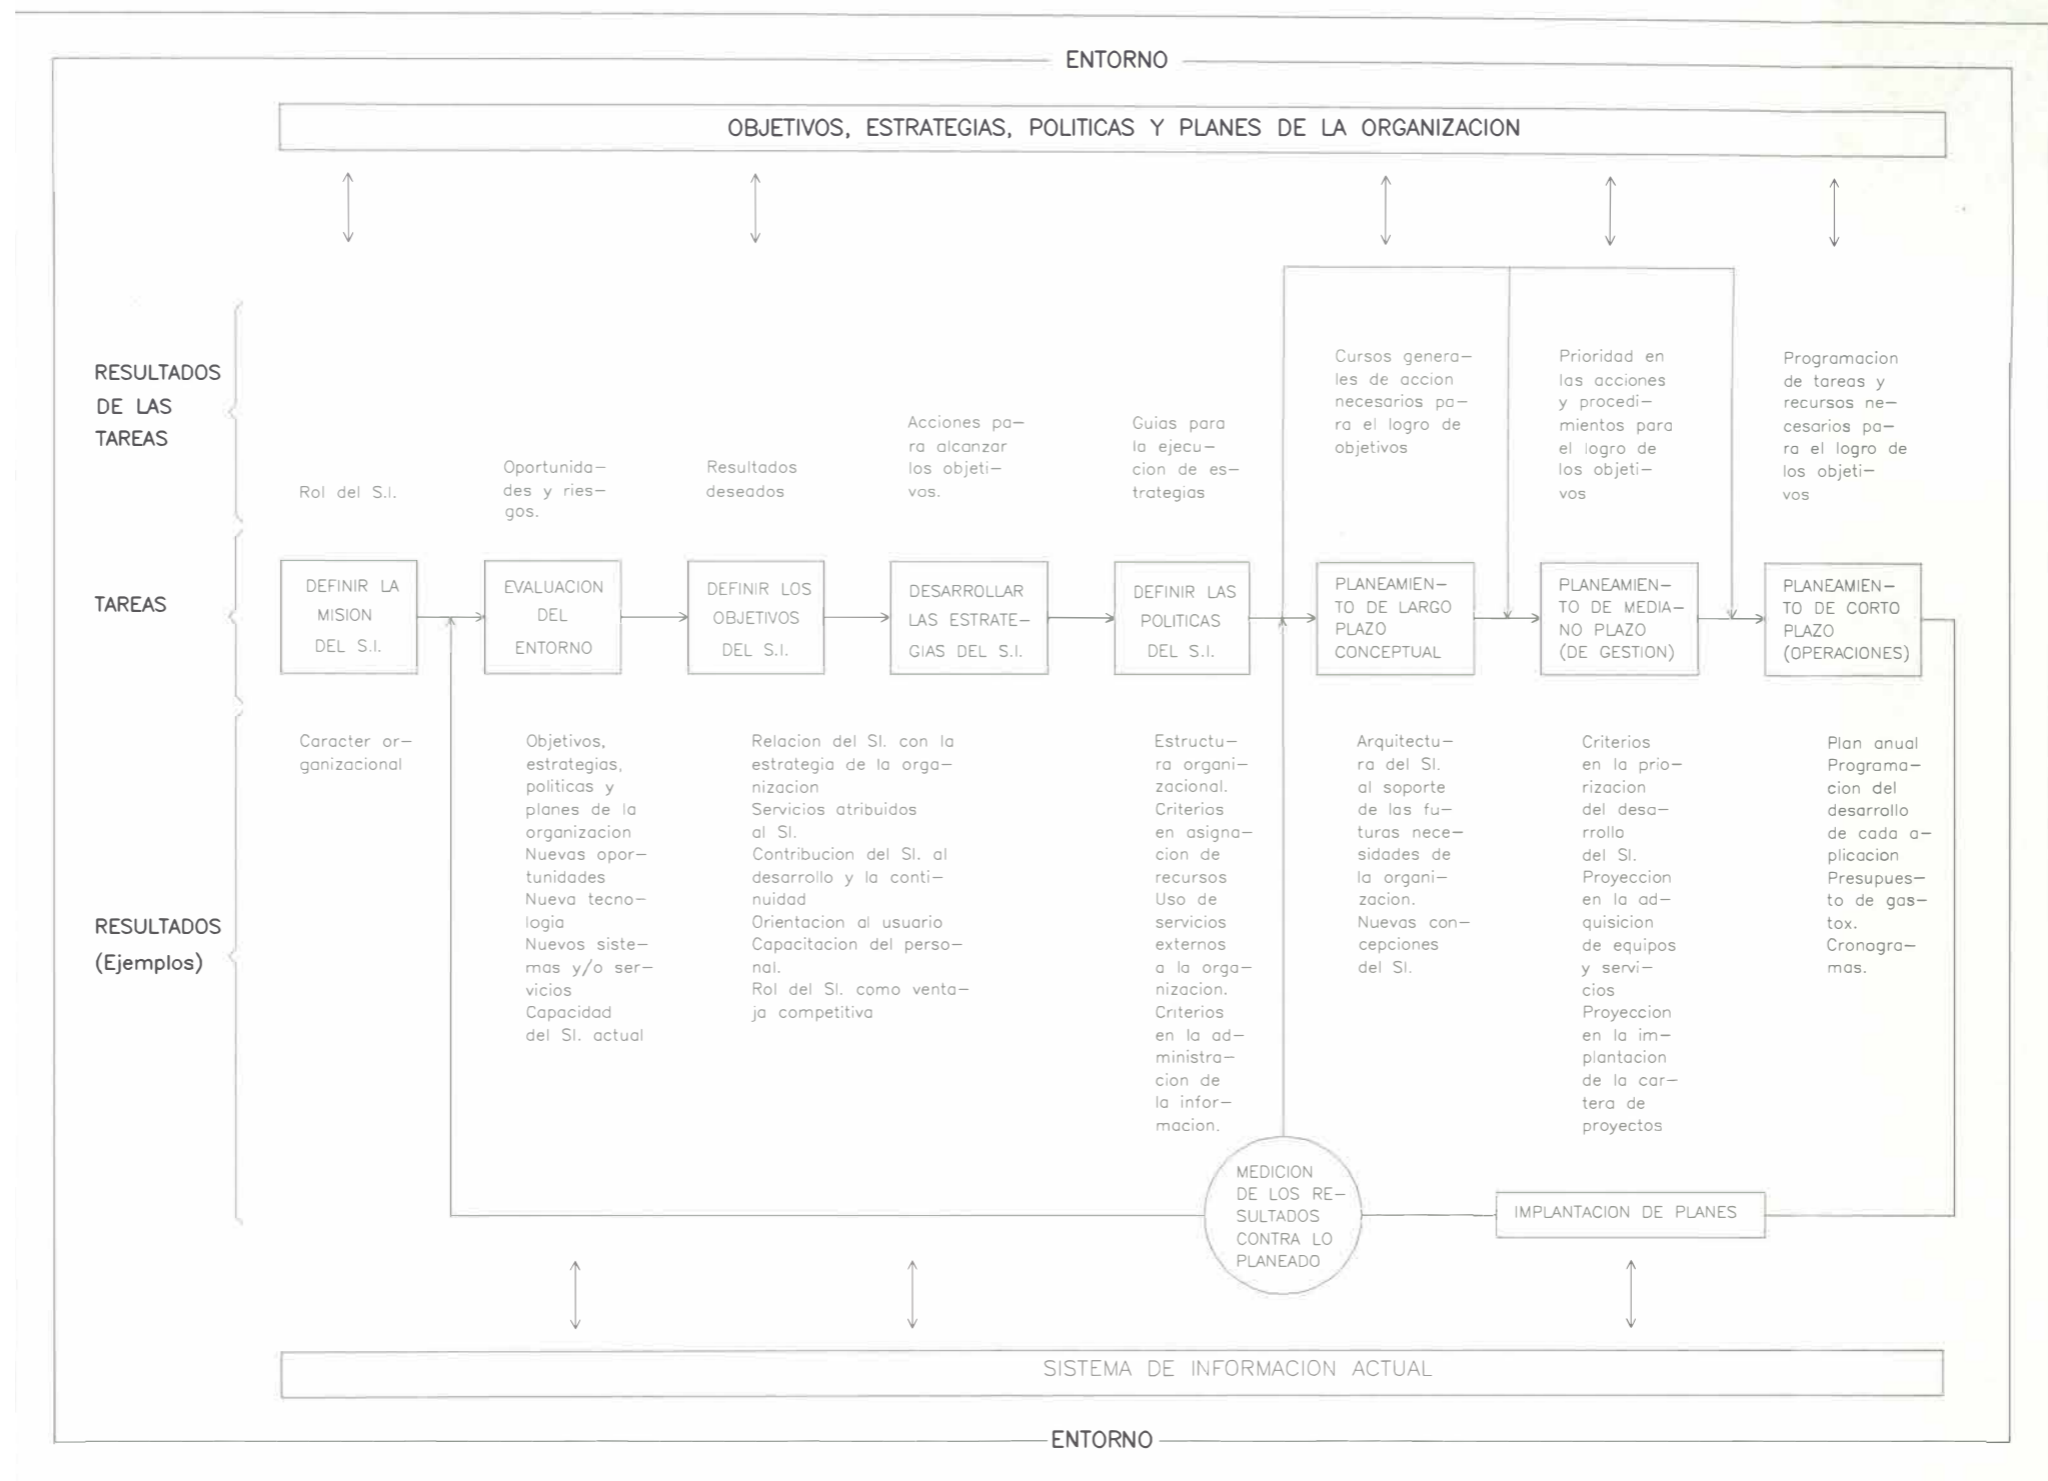 ENTORNO
OBJETIVOS, ESTRATEGIAS, POLITICAS Y PLANES DE LA ORGANIZACION
RESULTADOS
DE LAS
TAREAS
Rol del S.I.
Oportunida-
des y ries-
gos.
Resultados
deseados
Acciones pa-
ra alcanzar
los objeti-
vos.
Guias para
la ejecu-
cion de es-
trategias
Cursos genera-
les de accion
necesarios pa-
ra el logro de
objetivos
Prioridad en
las acciones
y procedi-
mientos para
el logro de
los objeti-
vos
Programacion
de tareas y
recursos ne-
cesarios pa-
ra el logro de
los objeti-
vos
TAREAS
DEFINIR LA
MISION
DEL S.I.
EVALUACION
DEL
ENTORNO
DEFINIR LOS
OBJETIVOS
DEL S.I.
DESARROLLAR
LAS ESTRATE-
GIAS DEL S.I.
DEFINIR LAS
POLITICAS
DEL S.I.
PLANEAMIEN-
TO DE LARGO
PLAZO
CONCEPTUAL
PLANEAMIEN-
TO DE MEDIA-
NO PLAZO
(DE GESTION)
PLANEAMIEN-
TO DE CORTO
PLAZO
(OPERACIONES)
RESULTADOS
(Ejemplos)
Caracter or-
ganizacional
Objetivos,
estrategias,
politicas y
planes de la
organizacion
Nuevas opor-
tunidades
Nueva tecno-
logia
Nuevos siste-
mas y/o ser-
vicios
Capacidad
del SI. actual
Relacion del SI. con la
estrategia de la orga-
nizacion
Servicios atribuidos
al SI.
Contribucion del SI. al
desarrollo y la conti-
nuidad
Orientacion al usuario
Capacitacion del perso-
nal.
Rol del SI. como venta-
ja competitiva
Estructu-
ra organi-
zacional.
Criterios
en asigna-
cion de
recursos
Uso de
servicios
externos
a la orga-
nizacion.
Criterios
en la ad-
ministra-
cion de
la infor-
macion.
Arquitectu-
ra del SI.
al soporte
de las fu-
turas nece-
sidades de
la organi-
zacion.
Nuevas con-
cepciones
del SI.
Criterios
en la prio-
rizacion
del desa-
rrollo
del SI.
Proyeccion
en la ad-
quisicion
de equipos
y servi-
cios
Proyeccion
en la im-
plantacion
de la car-
tera de
proyectos
Plan anual
Programa-
cion del
desarrollo
de cada a-
plicacion
Presupues-
to de gas-
tox.
Cronogra-
mas.
MEDICION
DE LOS RE-
SULTADOS
CONTRA LO
PLANEADO
IMPLANTACION DE PLANES
SISTEMA DE INFORMACION ACTUAL
ENTORNO